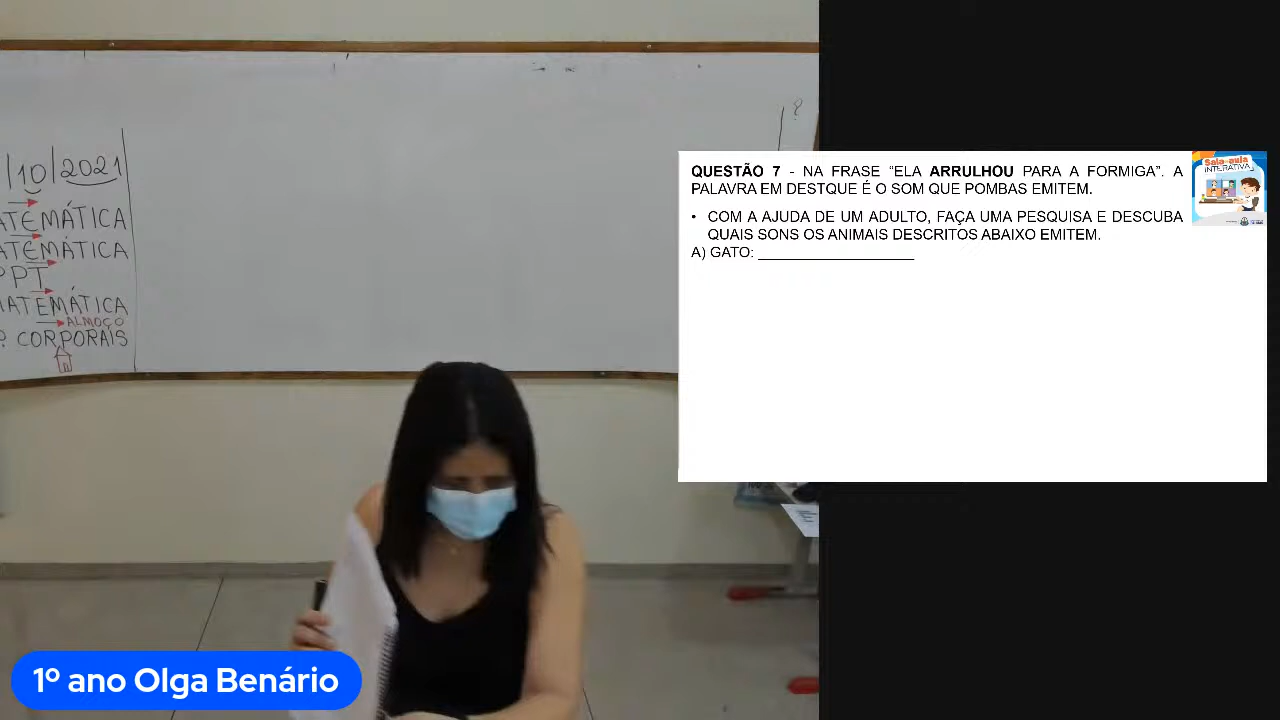 |10|2021
ATEMÁTICA
ATEMÁTICA
PPT
MATEMÁTICA
ALMOÇO
? CORPORAIS
?
QUESTÃO 7 - NA FRASE “ELA ARRULHOU PARA A FORMIGA”. A
PALAVRA EM DESTQUE É O SOM QUE POMBAS EMITEM.
• COM A AJUDA DE UM ADULTO, FAÇA UMA PESQUISA E DESCUBA
QUAIS SONS OS ANIMAIS DESCRITOS ABAIXO EMITEM.
A) GATO: ___________________
Sala de aula
INTERATIVA
1º ano Olga Benário